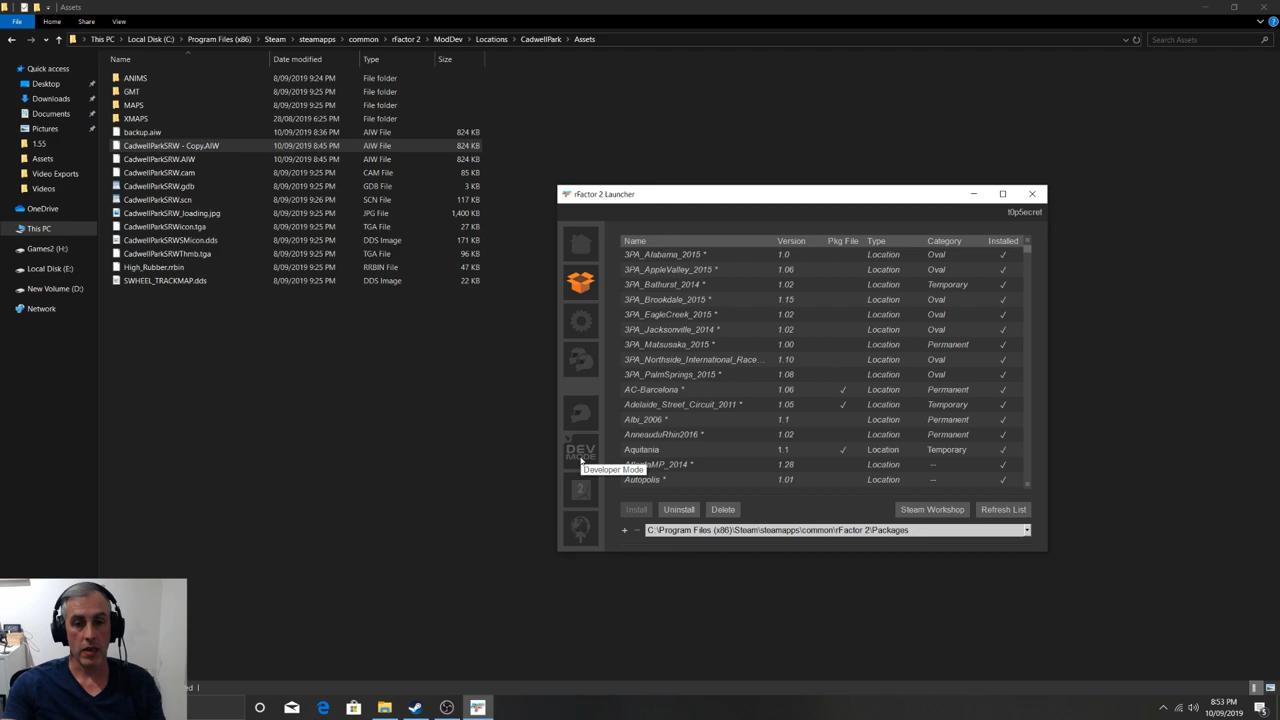 Assets
File Home Share View
This PC Local Disk (C:) Program Files (x86) Steam steamapps common rFactor 2 ModDev Locations CadwellPark Assets
Search Assets
Quick access
Desktop
Downloads
Documents
Pictures
1.55
Assets
Video Exports
Videos
OneDrive
This PC
Games2 (H:)
Local Disk (E:)
New Volume (D:)
Network
Name Date modified Type Size
ANIMS 8/09/2019 9:24 PM File folder
GMT 8/09/2019 9:25 PM File folder
MAPS 8/09/2019 9:25 PM File folder
XMAPS 28/08/2019 6:25 PM File folder
backup.aiw 10/09/2019 8:36 PM AIW File 824 KB
CadwellParkSRW - Copy.AIW 10/09/2019 8:45 PM AIW File 824 KB
CadwellParkSRW.AIW 10/09/2019 8:45 PM AIW File 824 KB
CadwellParkSRW.cam 8/09/2019 9:25 PM CAM File 68 KB
CadwellParkSRW.gdb 8/09/2019 9:25 PM GDB File 3 KB
CadwellParkSRW.scn 8/09/2019 9:25 PM SCN File 117 KB
CadwellParkSRW_loading.jpg 8/09/2019 9:25 PM JPG File 1,400 KB
CadwellParkSRWicon.tga 8/09/2019 9:25 PM TGA File 47 KB
CadwellParkSRWSMicon.dds 8/09/2019 9:25 PM DDS Image 171 KB
CadwellParkSRWThmb.tga 8/09/2019 9:25 PM TGA File 96 KB
High_Rubber.rrbin 8/09/2019 9:25 PM RRBIN File 47 KB
SWHEEL_TRACKMAP.dds 8/09/2019 9:25 PM DDS Image 22 KB
rFactor 2 Launcher
t0p5ecret
Name Version Pkg File Type Category Installed
3PA_Alabama_2015 * 1.0 Location Oval ✓
3PA_AppleValley_2015 * 1.06 Location Oval ✓
3PA_Bathurst_2014 * 1.02 Location Temporary ✓
3PA_Brookdale_2015 * 1.15 Location Oval ✓
3PA_EagleCreek_2015 * 1.02 Location Oval ✓
3PA_Jacksonville_2014 * 1.02 Location Oval ✓
3PA_Matsusaka_2015 * 1.00 Location Permanent ✓
3PA_Northside_International_Race... 1.10 Location Oval ✓
3PA_PalmSprings_2015 * 1.08 Location Oval ✓
AC-Barcelona * 1.06 ✓ Location Permanent ✓
Adelaide_Street_Circuit_2011 * 1.05 ✓ Location Temporary ✓
Albi_2006 * 1.1 Location Permanent ✓
AnneauduRhin2016 * 1.02 Location Permanent ✓
Aquitania 1.1 ✓ Location Temporary ✓
1.28 Location -- ✓
Autopolis * 1.01 Location -- ✓
DEV
MODE
Developer Mode
2
Install Uninstall Delete Steam Workshop Refresh List
+ − C:\Program Files (x86)\Steam\steamapps\common\rFactor 2\Packages
8:53 PM
10/09/2019